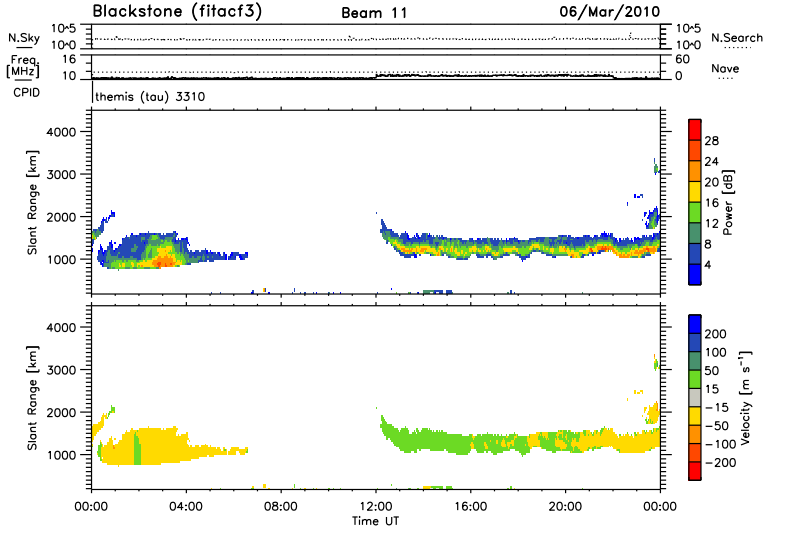 Blackstone (fitacf3) Beam 11 06/Mar/2010
N.Sky 10^5 10^0 10^5 10^0 N.Search
Freq. [MHz] 16 10 60 0 Nave
CPID themis (tau) 3310
Slant Range [km]
4000
3000
2000
1000
28
24
20
16
12
8
4
Power [dB]
Slant Range [km]
4000
3000
2000
1000
200
100
50
15
-15
-50
-100
-200
Velocity [m s^-1]
00:00 04:00 08:00 12:00 16:00 20:00 00:00
Time UT